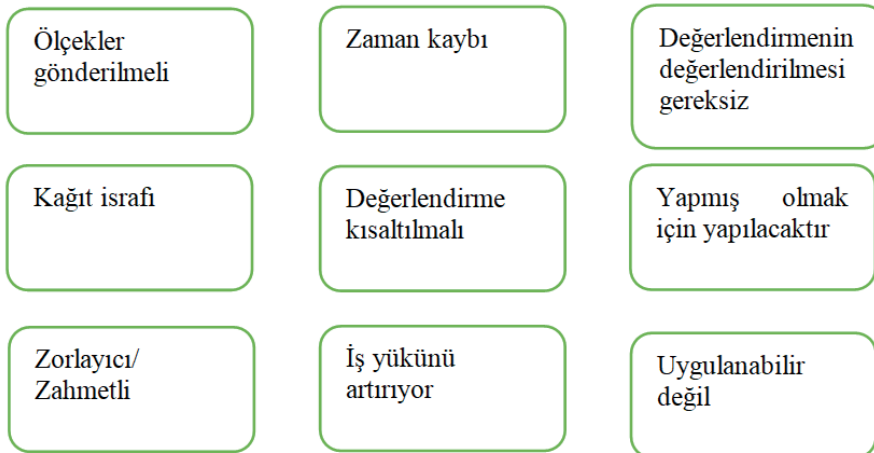 Ölçekler
gönderilmeli
Zaman kaybı
Değerlendirmenin
değerlendirilmesi
gereksiz
Kağıt israfı
Değerlendirme
kısaltılmalı
Yapmış olmak
için yapılacaktır
Zorlayıcı/
Zahmetli
İş yükünü
artırıyor
Uygulanabilir
değil